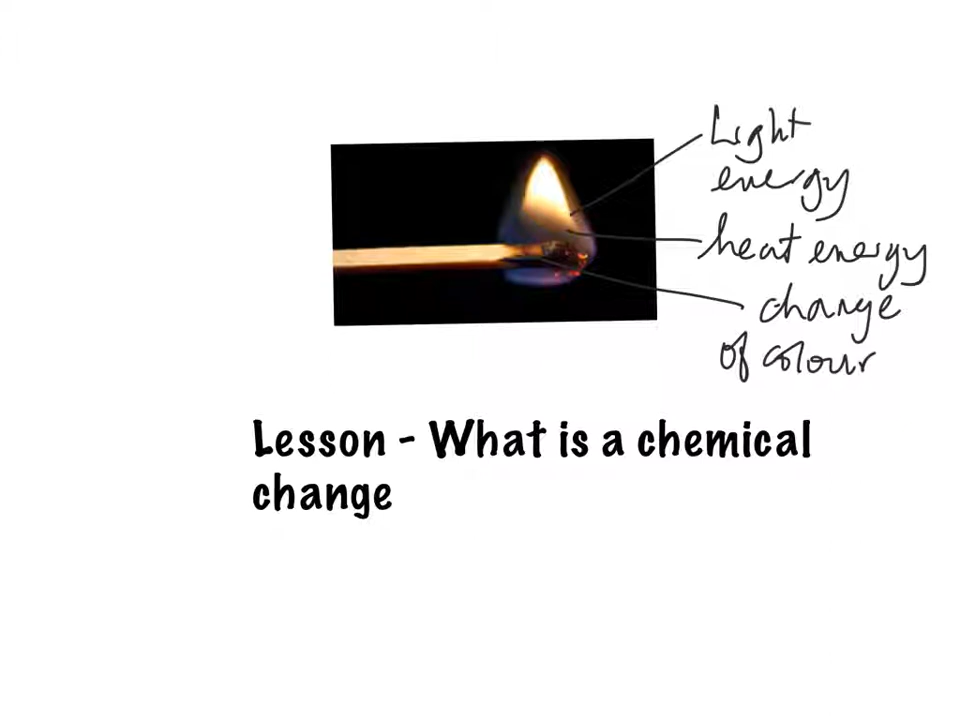 Light
energy
heat energy
change
of colour
Lesson - What is a chemical
change